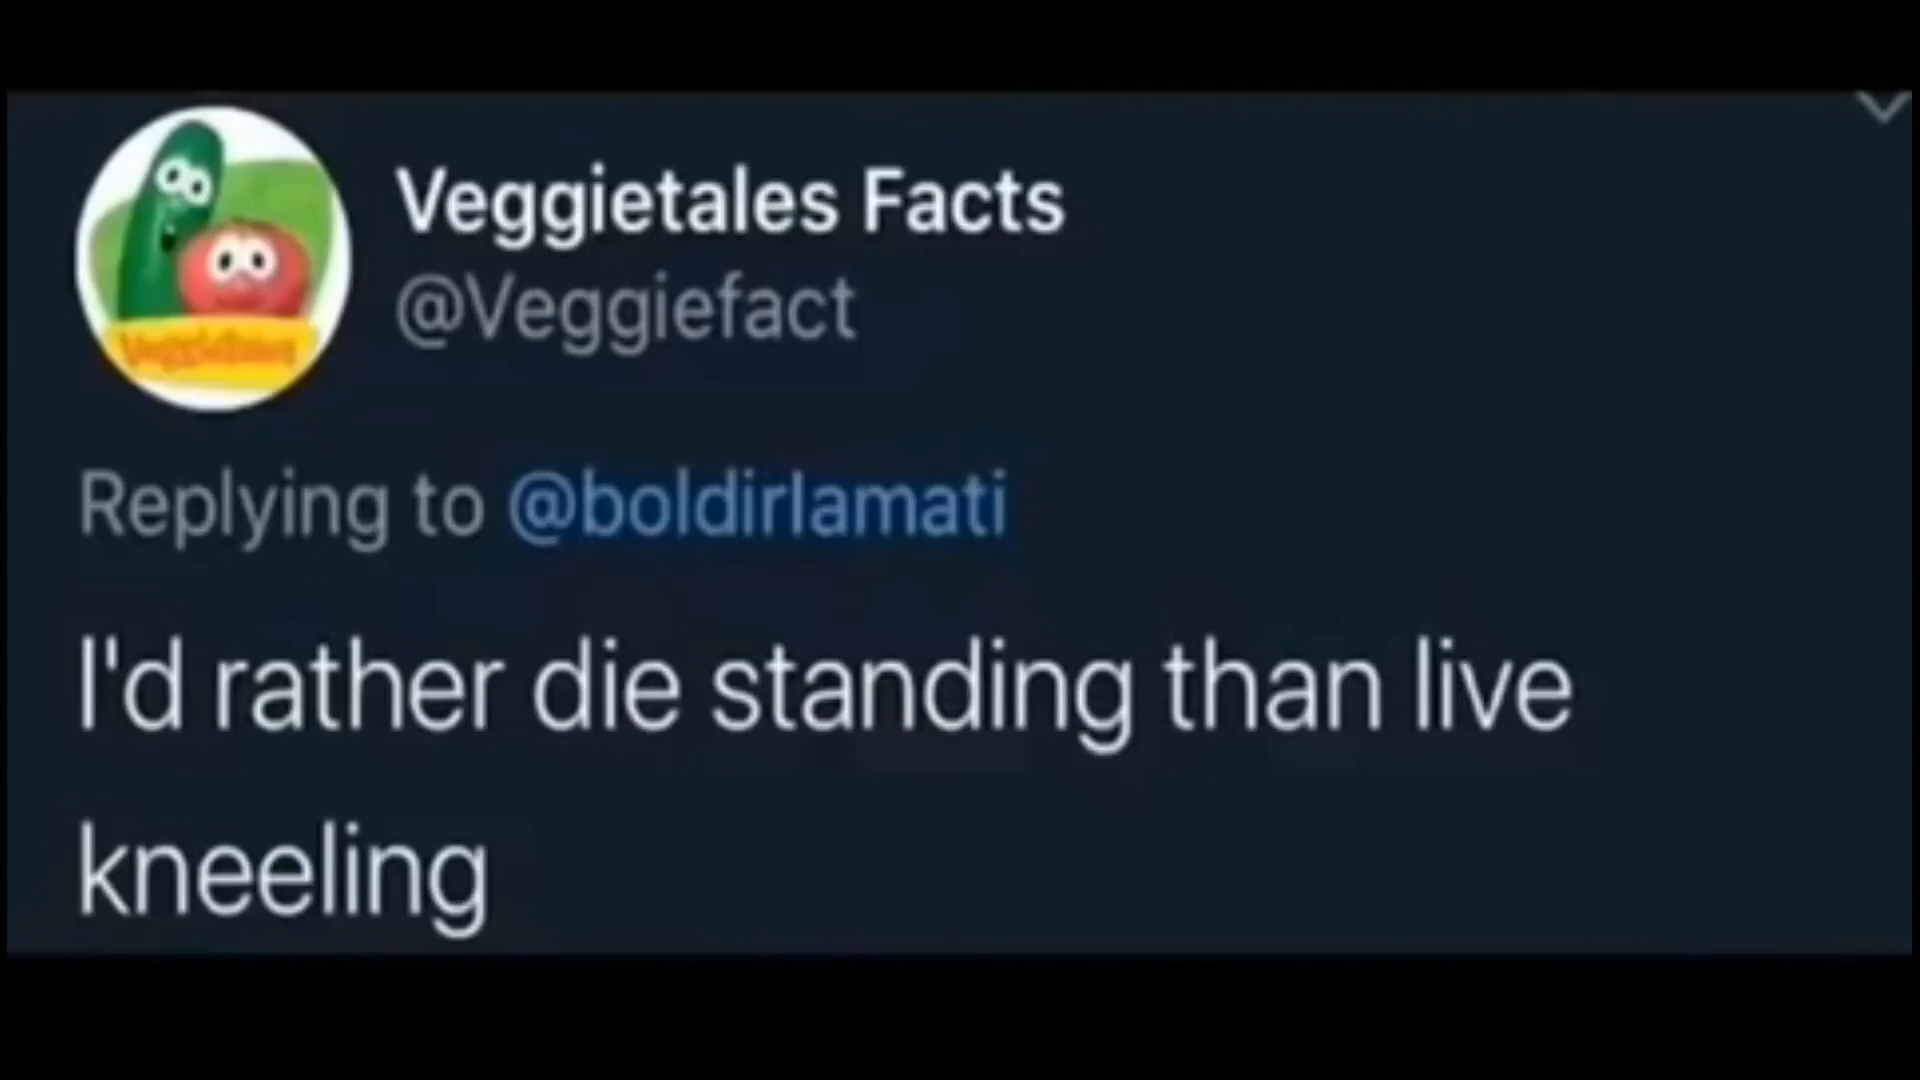 Veggietales Facts
@Veggiefact
Replying to @boldirlamati
I'd rather die standing than live
kneeling